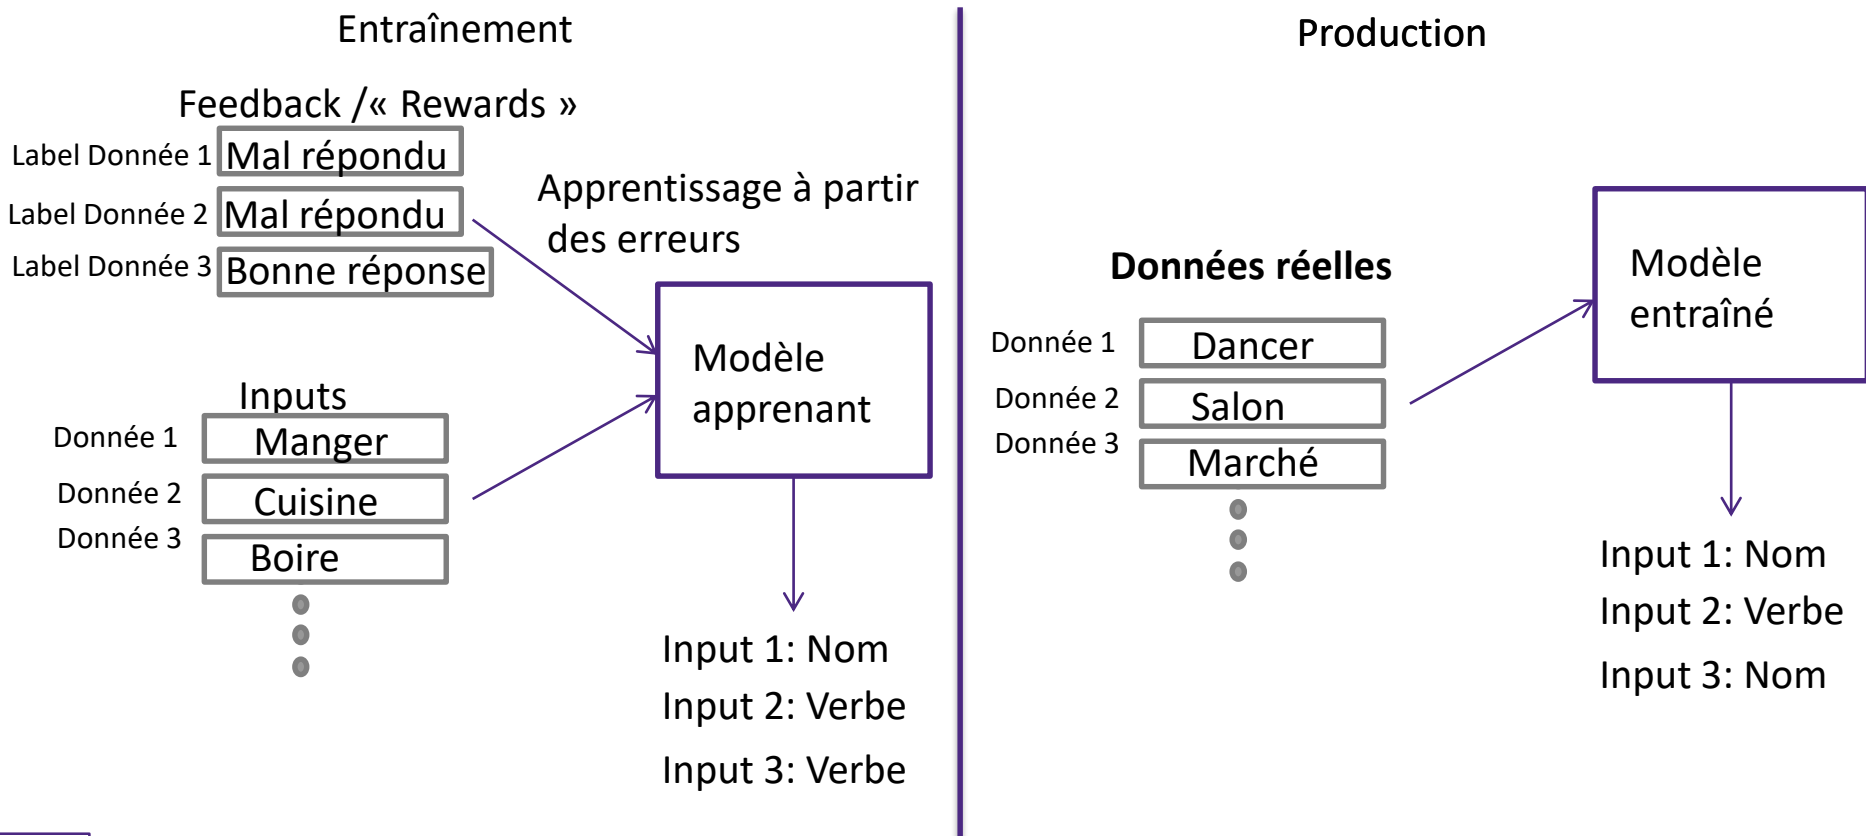 Entraînement
Feedback /« Rewards »
Label Donnée 1
Mal répondu
Label Donnée 2
Mal répondu
Label Donnée 3
Bonne réponse
Apprentissage à partir
des erreurs
Modèle
apprenant
Inputs
Donnée 1
Manger
Donnée 2
Cuisine
Donnée 3
Boire
Input 1: Nom
Input 2: Verbe
Input 3: Verbe
Production
Données réelles
Donnée 1
Dancer
Donnée 2
Salon
Donnée 3
Marché
Modèle
entraîné
Input 1: Nom
Input 2: Verbe
Input 3: Nom